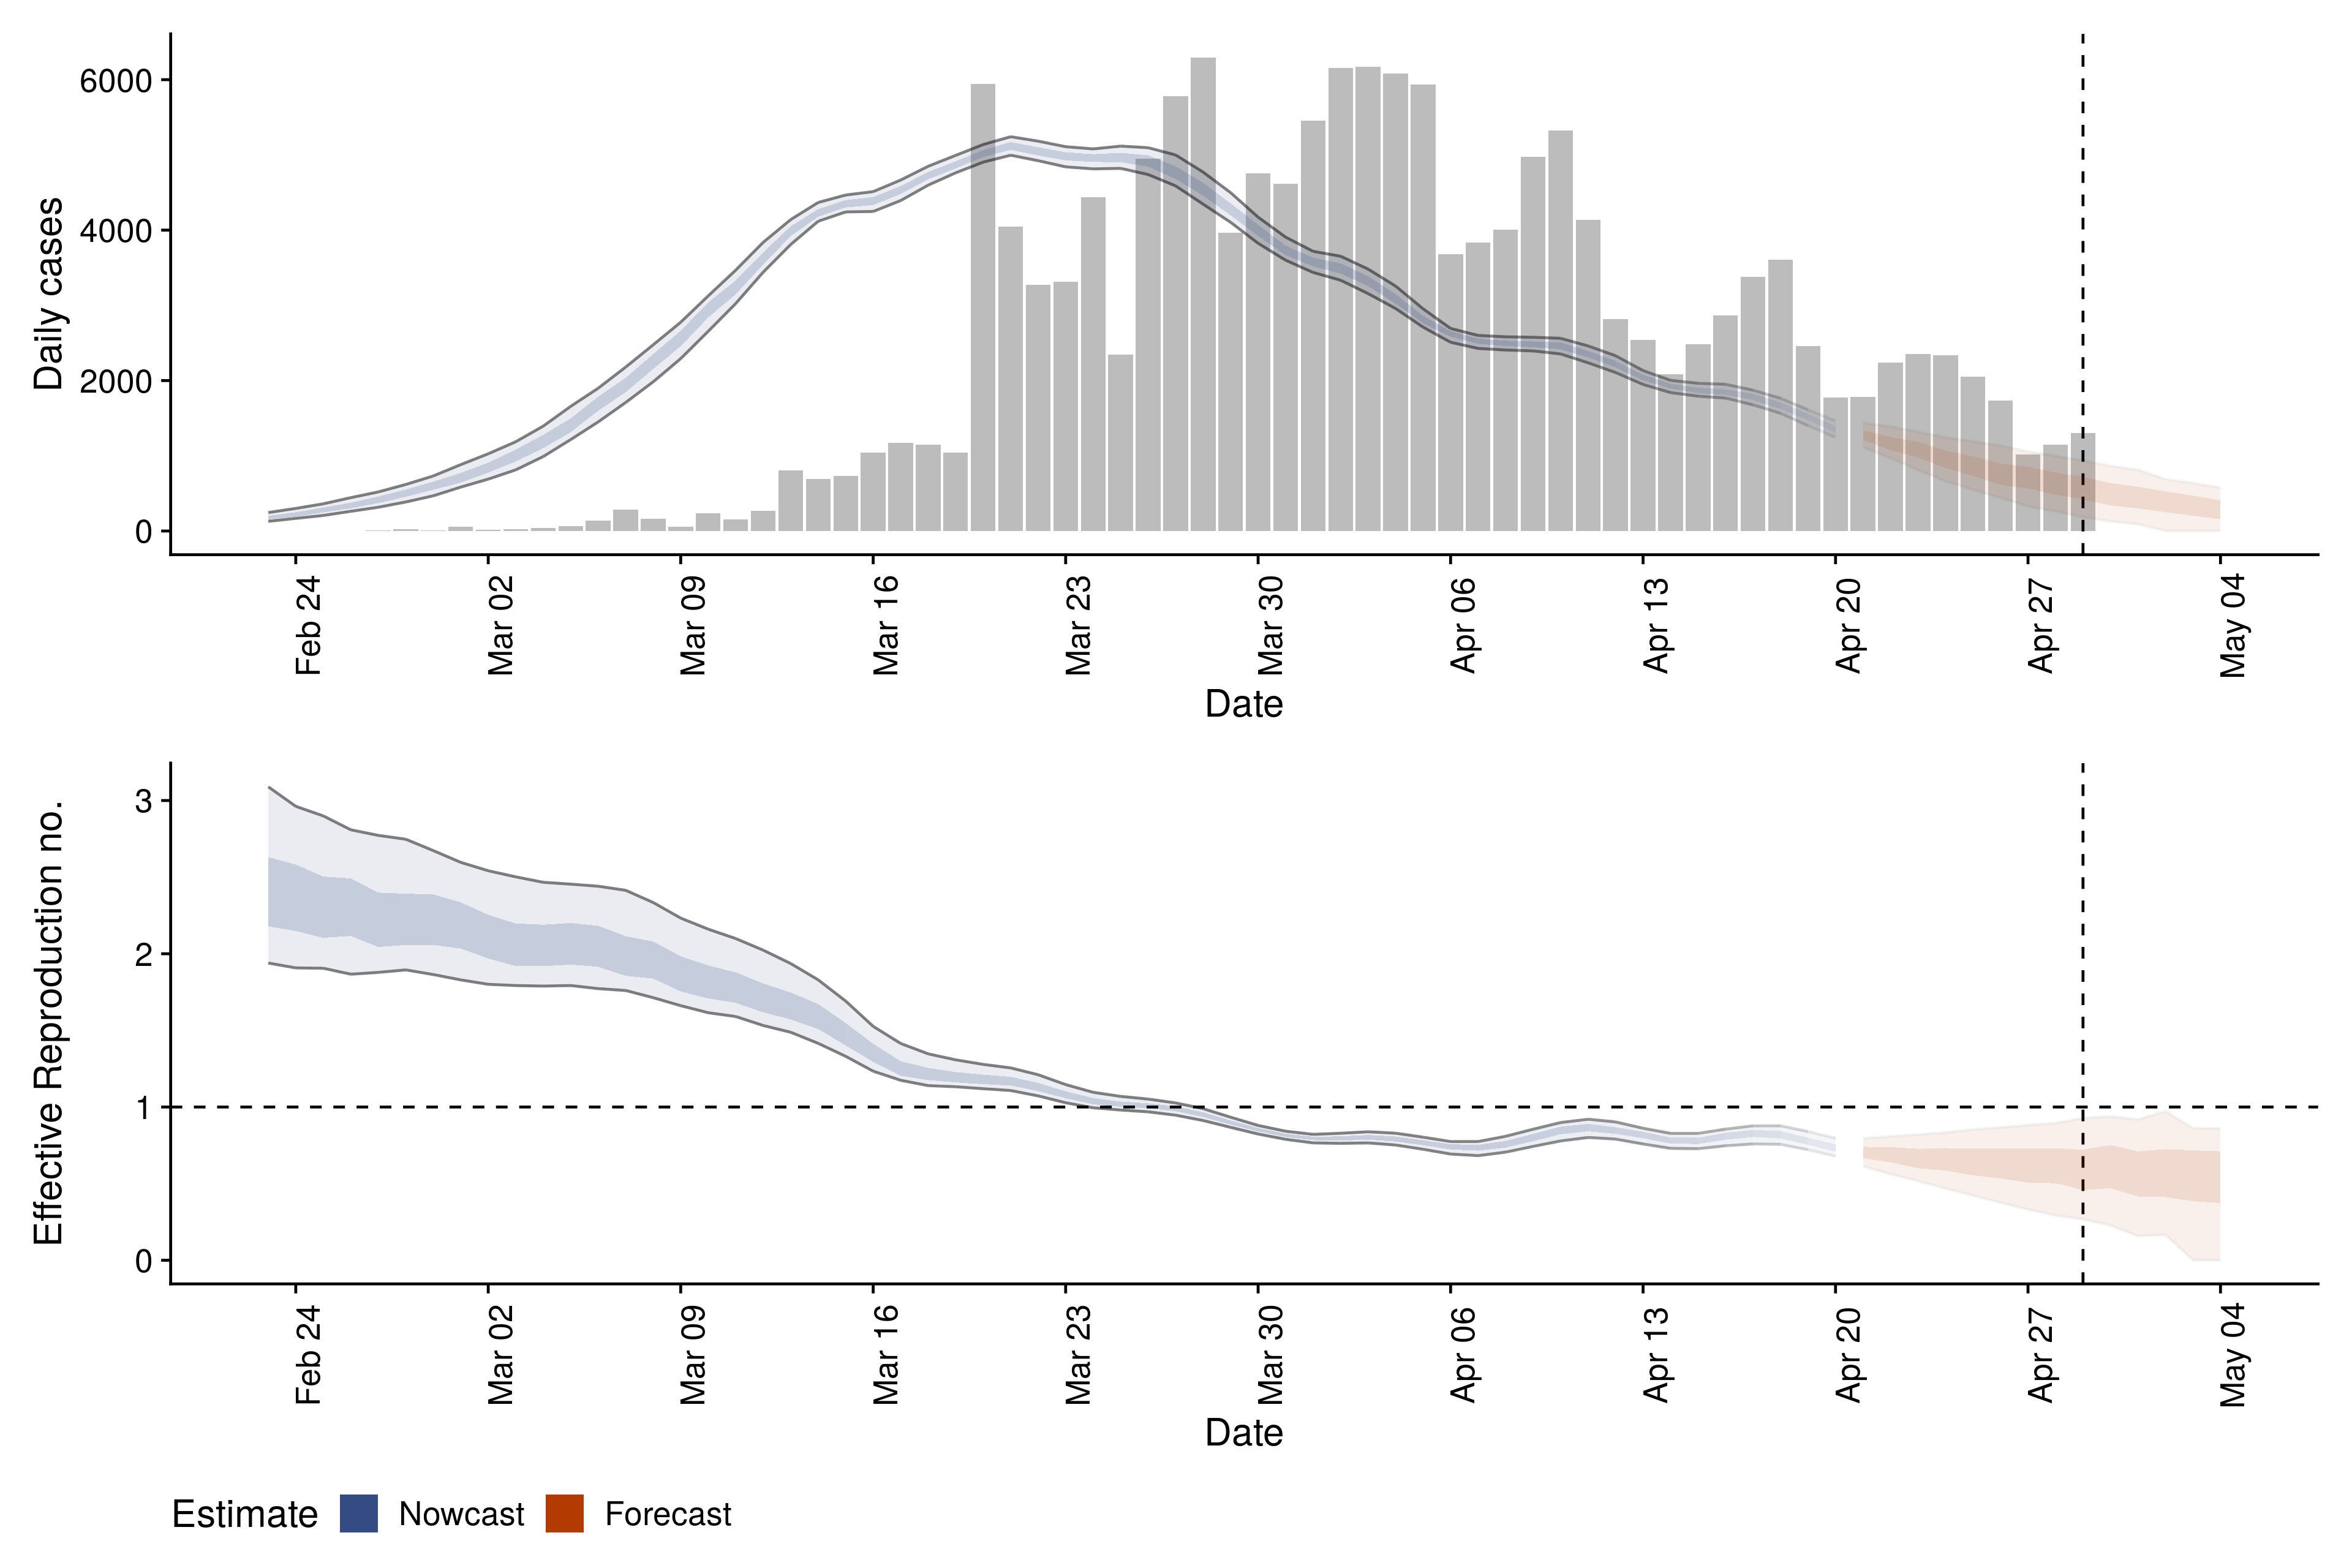 Daily cases
6000
4000
2000
0
Feb 24
Mar 02
Mar 09
Mar 16
Mar 23
Mar 30
Apr 06
Apr 13
Apr 20
Apr 27
May 04
Date
Effective Reproduction no.
3
2
1
0
Feb 24
Mar 02
Mar 09
Mar 16
Mar 23
Mar 30
Apr 06
Apr 13
Apr 20
Apr 27
May 04
Date
Estimate Nowcast Forecast